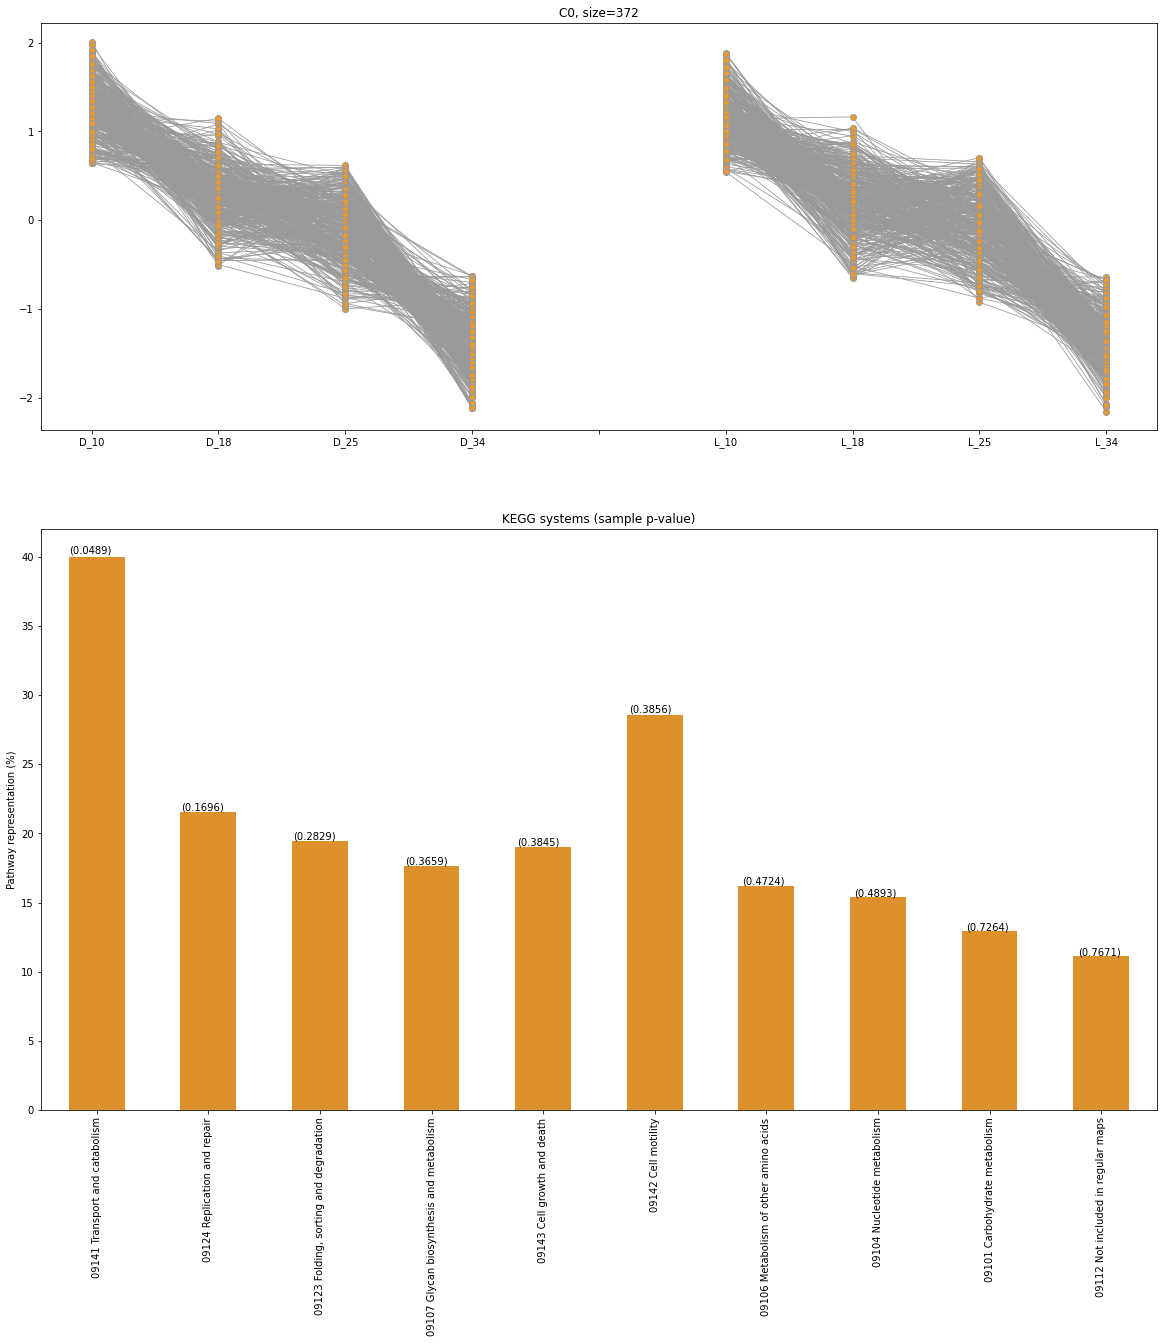 C0, size=372
2
1
0
−1
−2
D_10
D_18
D_25
D_34
L_10
L_18
L_25
L_34
KEGG systems (sample p-value)
Pathway representation (%)
40
35
30
25
20
15
10
5
0
(0.0489)
(0.1696)
(0.2829)
(0.3659)
(0.3845)
(0.3856)
(0.4724)
(0.4893)
(0.7264)
(0.7671)
09141 Transport and catabolism
09124 Replication and repair
09123 Folding, sorting and degradation
09107 Glycan biosynthesis and metabolism
09143 Cell growth and death
09142 Cell motility
09106 Metabolism of other amino acids
09104 Nucleotide metabolism
09101 Carbohydrate metabolism
09112 Not included in regular maps